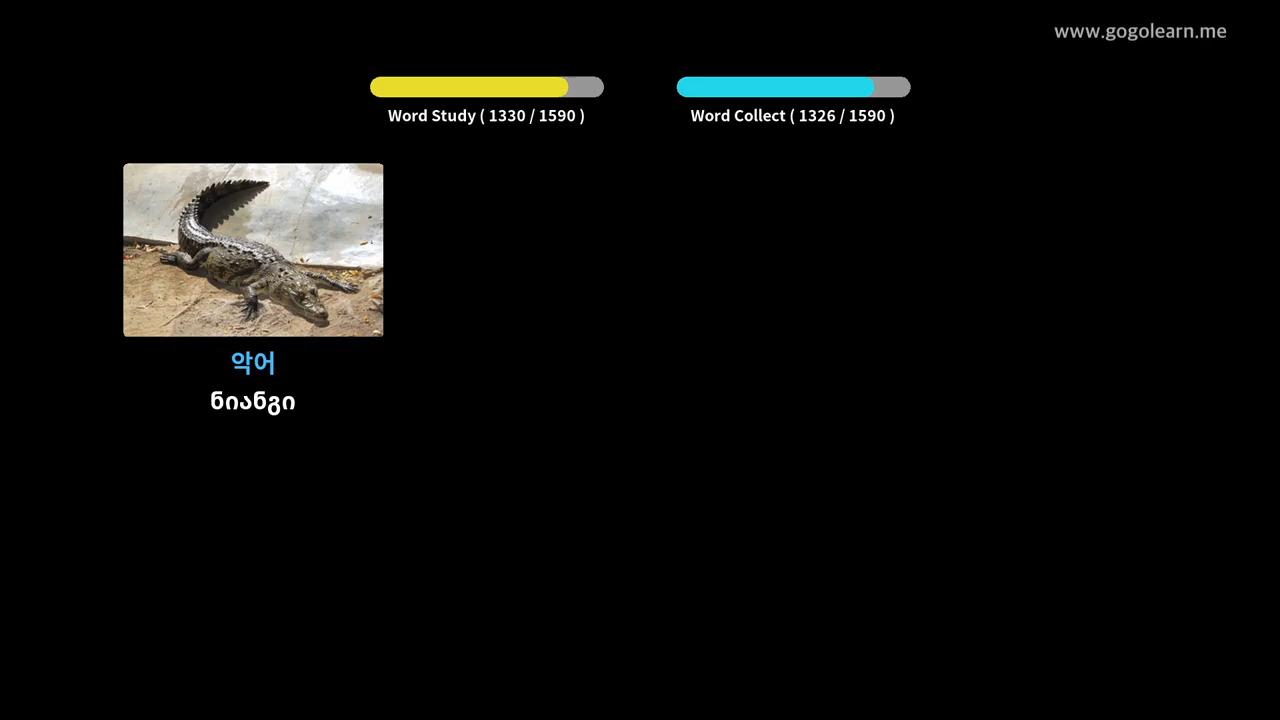 www.gogolearn.me
Word Study ( 1330 / 1590 )
Word Collect ( 1326 / 1590 )
악어
ნიანგი